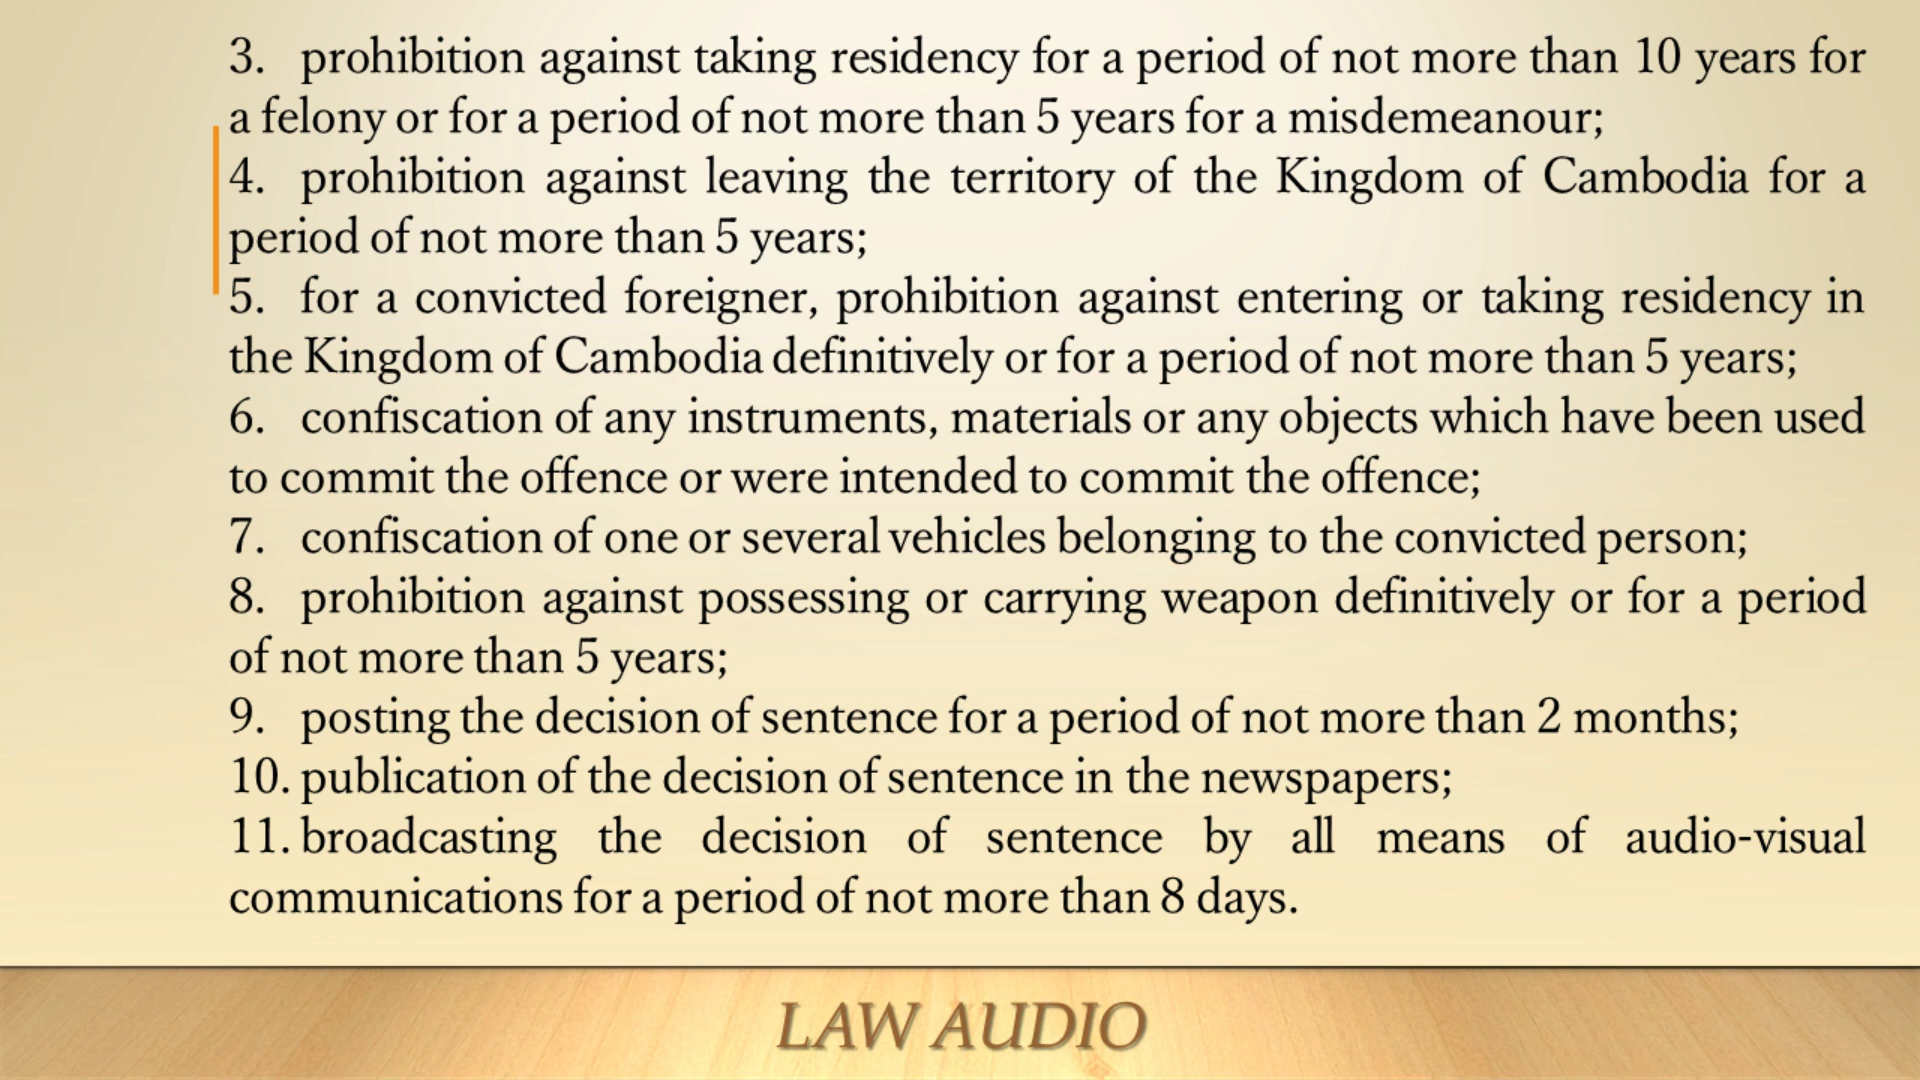 3. prohibition against taking residency for a period of not more than 10 years for
a felony or for a period of not more than 5 years for a misdemeanour;
4. prohibition against leaving the territory of the Kingdom of Cambodia for a
period of not more than 5 years;
5. for a convicted foreigner, prohibition against entering or taking residency in
the Kingdom of Cambodia definitively or for a period of not more than 5 years;
6. confiscation of any instruments, materials or any objects which have been used
to commit the offence or were intended to commit the offence;
7. confiscation of one or several vehicles belonging to the convicted person;
8. prohibition against possessing or carrying weapon definitively or for a period
of not more than 5 years;
9. posting the decision of sentence for a period of not more than 2 months;
10. publication of the decision of sentence in the newspapers;
11. broadcasting the decision of sentence by all means of audio-visual
communications for a period of not more than 8 days.
LAW AUDIO